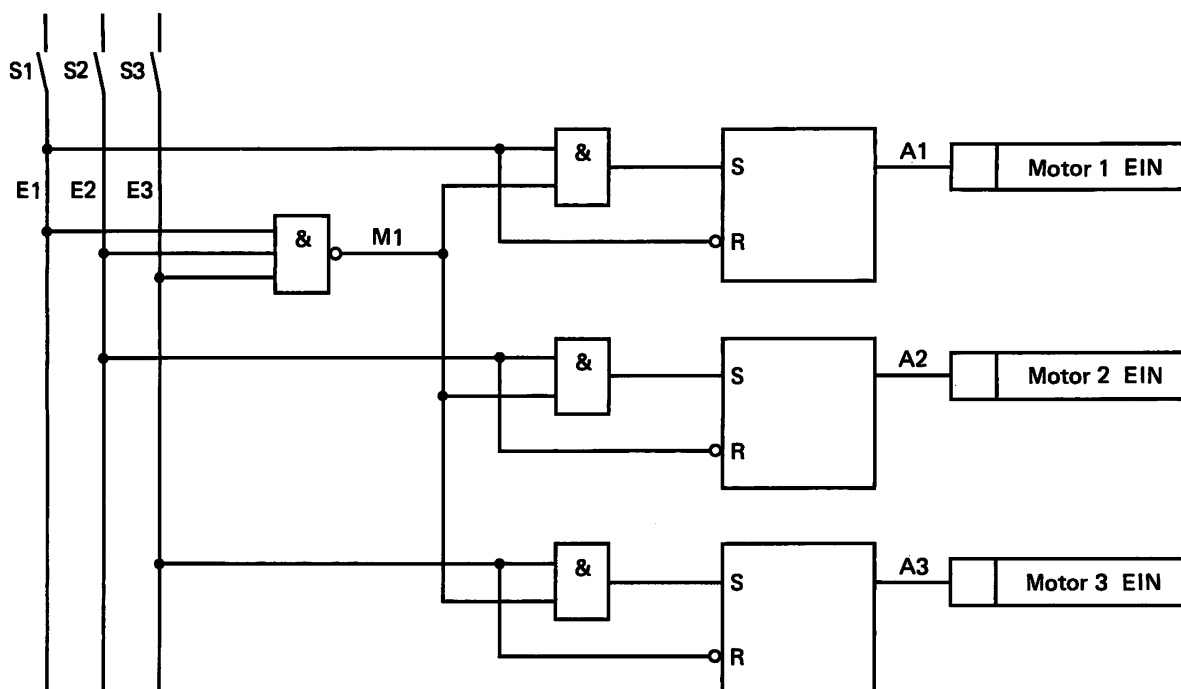 S1 S2 S3
& S A1 Motor 1 EIN
E1 E2 E3
& M1 R
& S A2 Motor 2 EIN
R
& S A3 Motor 3 EIN
R